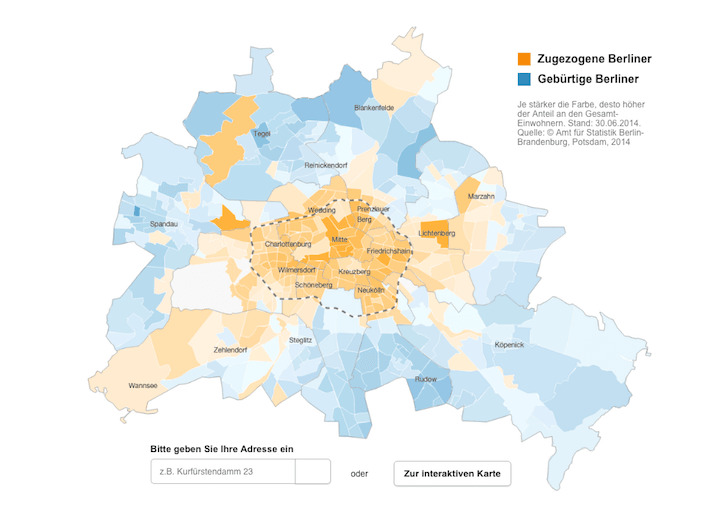 Zugezogene Berliner
Gebürtige Berliner
Je stärker die Farbe, desto höher
der Anteil an den Gesamt-
Einwohnern. Stand: 30.06.2014.
Quelle: © Amt für Statistik Berlin-
Brandenburg, Potsdam, 2014
Blankenfelde
Tegel
Reinickendorf
Marzahn
Wedding
Prenzlauer
Berg
Spandau
Lichtenberg
Charlottenburg
Mitte
Friedrichshain
Wilmersdorf
Kreuzberg
Schöneberg
Neukölln
Steglitz
Köpenick
Zehlendorf
Rudow
Wannsee
Bitte geben Sie Ihre Adresse ein
z.B. Kurfürstendamm 23
oder
Zur interaktiven Karte